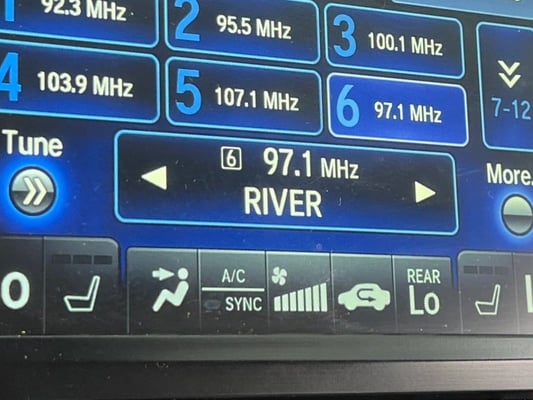 1 92.3 MHz
2 95.5 MHz
3 100.1 MHz
4 103.9 MHz
5 107.1 MHz
6 97.1 MHz
7-12
Tune
6 97.1 MHz
RIVER
More
A/C
SYNC
REAR
Lo